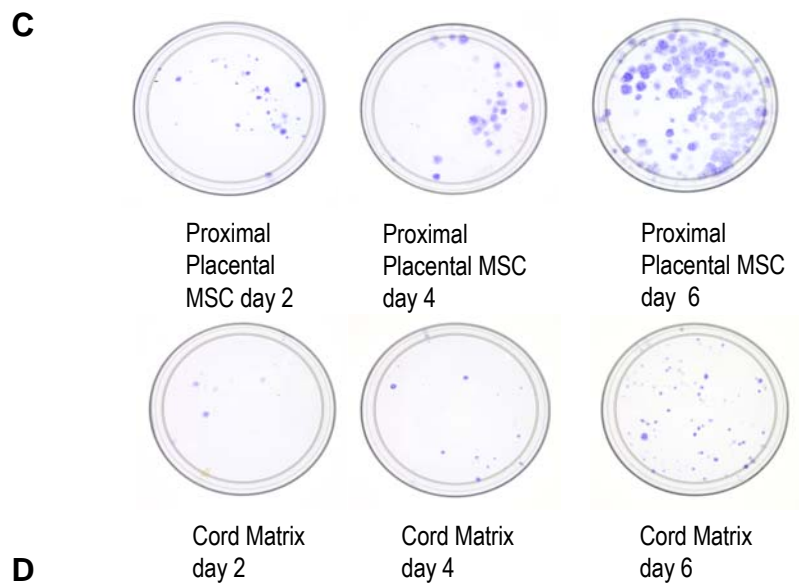 C
Proximal
Placental
MSC day 2
Proximal
Placental MSC
day 4
Proximal
Placental MSC
day 6
Cord Matrix
day 2
Cord Matrix
day 4
Cord Matrix
day 6
D